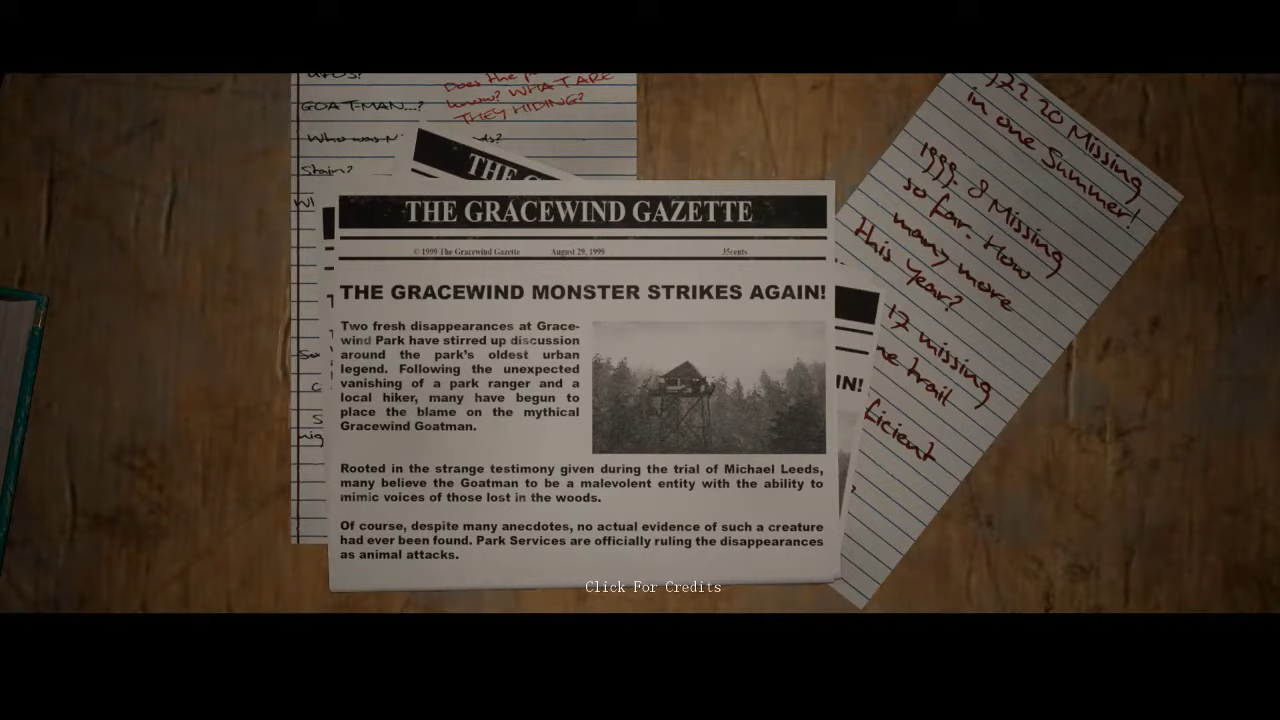 GOATMAN...?
Stain?
THEY HIDING?
know? WHAT ARE
THE GRACEWIND GAZETTE
© 1999 The Gracewind Gazette August 29, 1999 35cents
THE GRACEWIND MONSTER STRIKES AGAIN!
Two fresh disappearances at Grace-
wind Park have stirred up discussion
around the park's oldest urban
legend. Following the unexpected
vanishing of a park ranger and a
local hiker, many have begun to
place the blame on the mythical
Gracewind Goatman.
Rooted in the strange testimony given during the trial of Michael Leeds,
many believe the Goatman to be a malevolent entity with the ability to
mimic voices of those lost in the woods.
Of course, despite many anecdotes, no actual evidence of such a creature
had ever been found. Park Services are officially ruling the disappearances
as animal attacks.
20 Missing
in one Summer!
1999. 8 Missing
so far. How
many more
this year?
17 missing
trail
Click For Credits